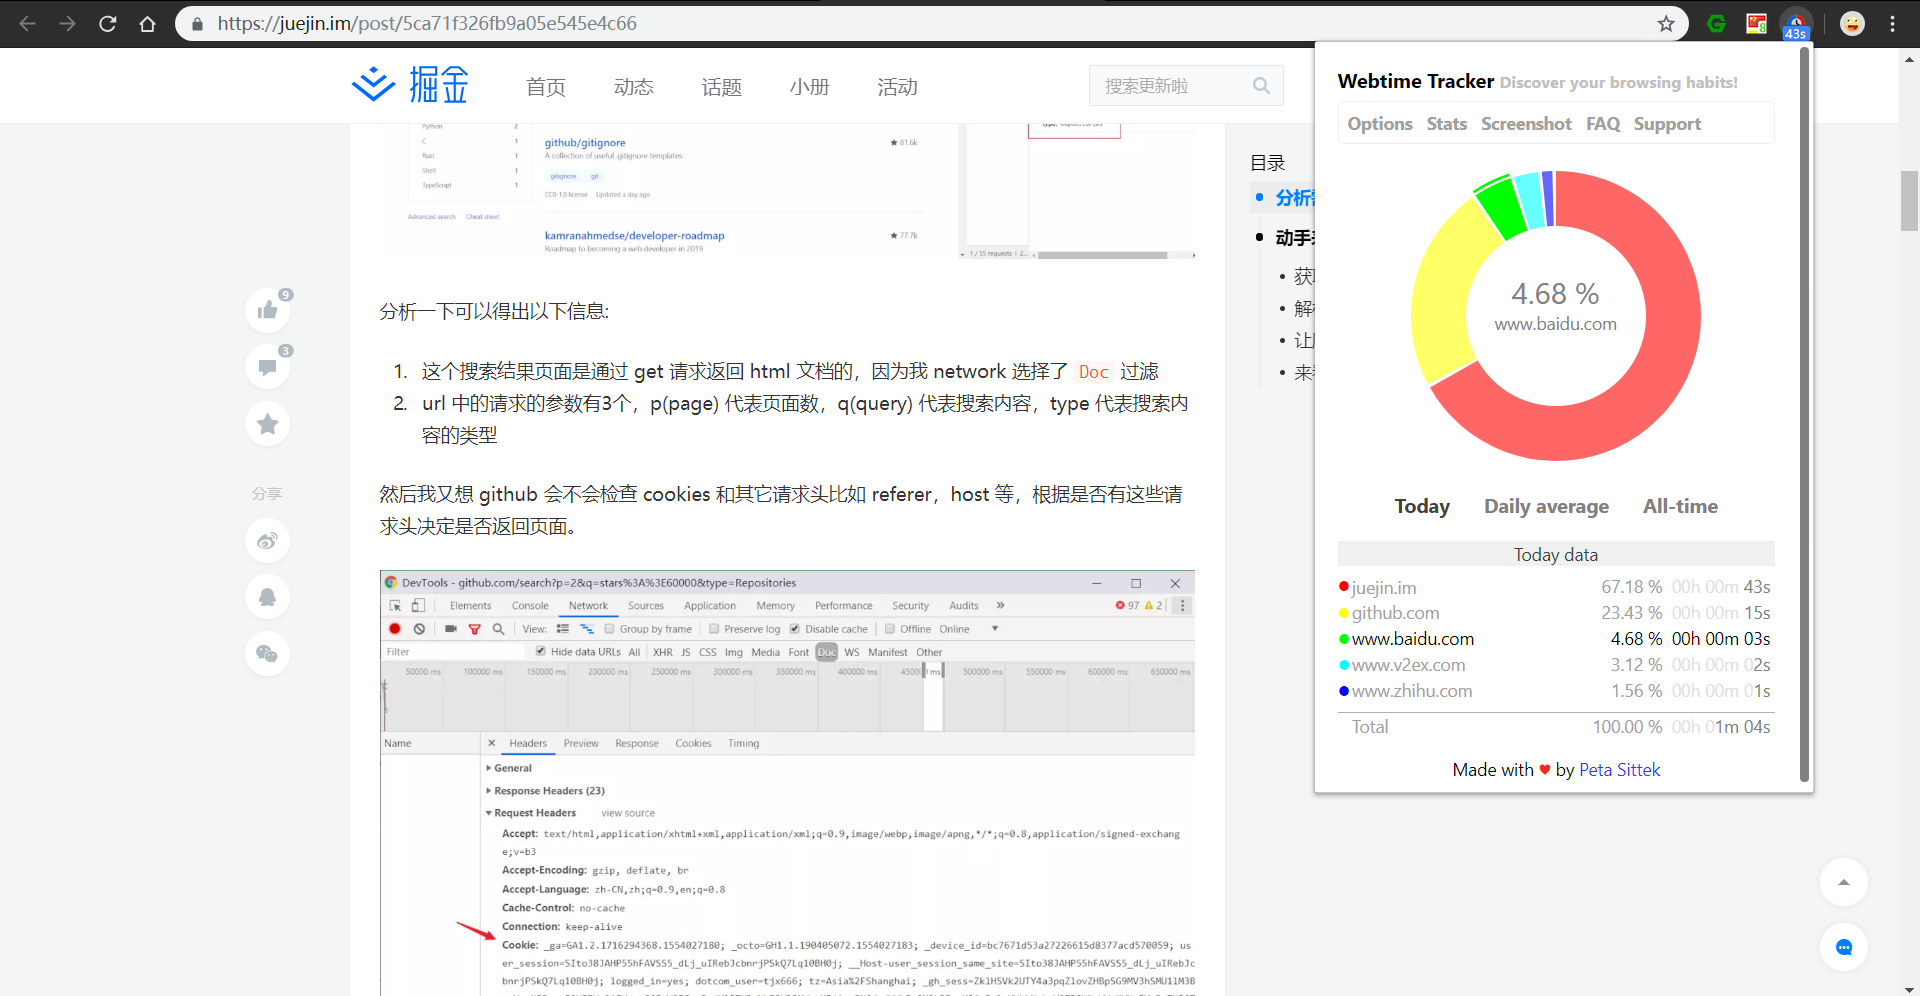 https://juejin.im/post/5ca71f326fb9a05e545e4c66
43s
掘金
首页 动态 话题 小册 活动
搜索更新啦
Python 2
C 1
Rust 1
Shell 1
TypeScript 1
Advanced search Cheat sheet
github/gitignore
81.6k
A collection of useful .gitignore templates
gitignore git
CC0-1.0 license Updated a day ago
kamranahmedse/developer-roadmap
77.7k
Roadmap to becoming a web developer in 2019
1 / 55 requests
9
3
分享
分析一下可以得出以下信息:
1. 这个搜索结果页面是通过 get 请求返回 html 文档的，因为我 network 选择了 Doc 过滤
2. url 中的请求的参数有3个，p(page) 代表页面数，q(query) 代表搜索内容，type 代表搜索内
容的类型
然后我又想 github 会不会检查 cookies 和其它请求头比如 referer，host 等，根据是否有这些请
求头决定是否返回页面。
DevTools - github.com/search?p=2&q=stars%3A%3E60000&type=Repositories
Elements Console Network Sources Application Memory Performance Security Audits »
97 2
View: Group by frame Preserve log Disable cache Offline Online
Filter Hide data URLs All XHR JS CSS Img Media Font Doc WS Manifest Other
50000 ms 100000 ms 150000 ms 200000 ms 250000 ms 300000 ms 350000 ms 400000 ms 500000 ms 550000 ms 600000 ms 650000 ms
Name
Headers Preview Response Cookies Timing
General
Response Headers (23)
Request Headers view source
Accept: text/html,application/xhtml+xml,application/xml;q=0.9,image/webp,image/apng,*/*;q=0.8,application/signed-exchang
e;v=b3
Accept-Encoding: gzip, deflate, br
Accept-Language: zh-CN,zh;q=0.9,en;q=0.8
Cache-Control: no-cache
Connection: keep-alive
Cookie: _ga=GA1.2.1716294368.1554027180; _octo=GH1.1.190405072.1554027183; _device_id=bc7671d53a27226615d8377acd570059; us
er_session=SIto38JAHP55hFAVSS5_dLj_uIRebJcbnrjPSkQ7Lq10BH0j; __Host-user_session_same_site=SIto38JAHP55hFAVSS5_dLj_uIRebJc
bnrjPSkQ7Lq10BH0j; logged_in=yes; dotcom_user=tjx666; tz=Asia%2FShanghai; _gh_sess=ZklHSVk2UTY4a3pqZlovZHBpSG9MV3hSMU11M3B
目录
分析
动手
获
解
让
来
Webtime Tracker Discover your browsing habits!
Options Stats Screenshot FAQ Support
4.68 %
www.baidu.com
Today Daily average All-time
Today data
juejin.im 67.18 % 00h 00m 43s
github.com 23.43 % 00h 00m 15s
www.baidu.com 4.68 % 00h 00m 03s
www.v2ex.com 3.12 % 00h 00m 02s
www.zhihu.com 1.56 % 00h 00m 01s
Total 100.00 % 00h 01m 04s
Made with ♥ by Peta Sittek